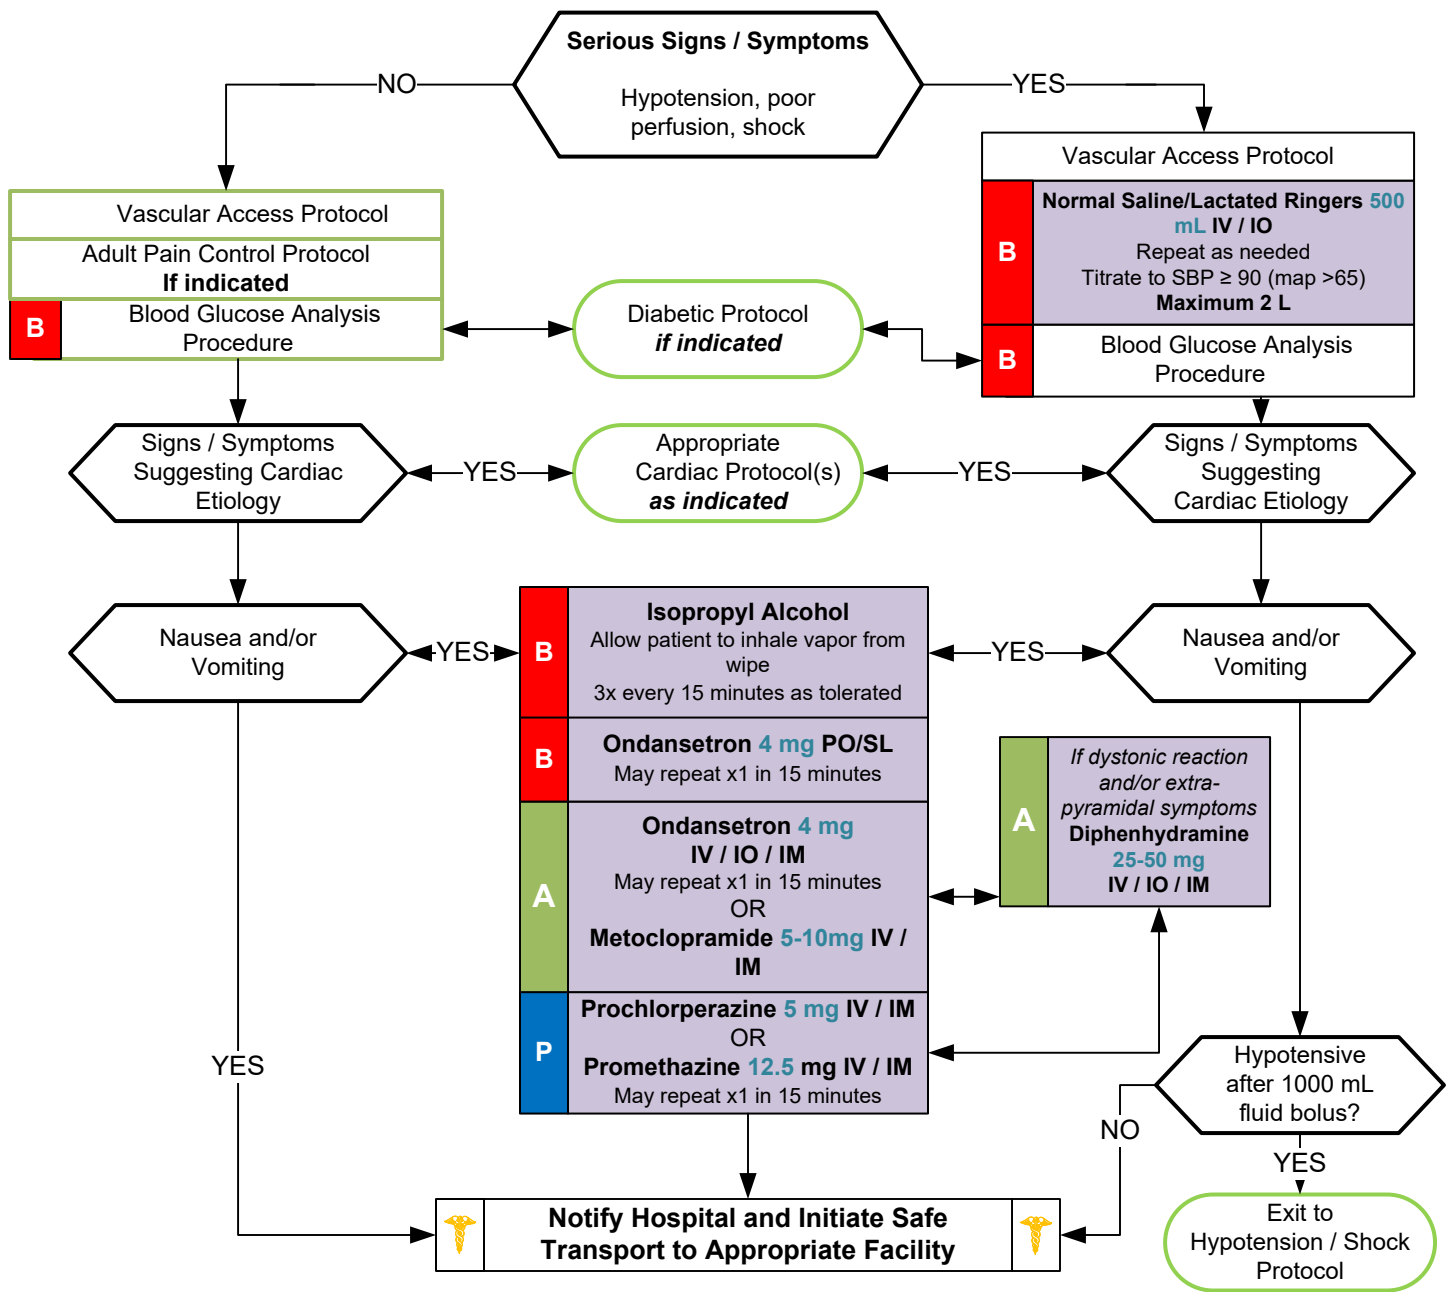 Serious Signs / Symptoms
Hypotension, poor
perfusion, shock
NO
YES
Vascular Access Protocol
Adult Pain Control Protocol
If indicated
B
Blood Glucose Analysis
Procedure
Diabetic Protocol
if indicated
Vascular Access Protocol
B
Normal Saline/Lactated Ringers 500
mL IV / IO
Repeat as needed
Titrate to SBP ≥ 90 (map >65)
Maximum 2 L
B
Blood Glucose Analysis
Procedure
Signs / Symptoms
Suggesting Cardiac
Etiology
YES
Appropriate
Cardiac Protocol(s)
as indicated
YES
Signs / Symptoms
Suggesting
Cardiac Etiology
Nausea and/or
Vomiting
YES
B
Isopropyl Alcohol
Allow patient to inhale vapor from
wipe
3x every 15 minutes as tolerated
YES
Nausea and/or
Vomiting
B
Ondansetron 4 mg PO/SL
May repeat x1 in 15 minutes
A
Ondansetron 4 mg
IV / IO / IM
May repeat x1 in 15 minutes
OR
Metoclopramide 5-10mg IV /
IM
A
If dystonic reaction
and/or extra-
pyramidal symptoms
Diphenhydramine
25-50 mg
IV / IO / IM
P
Prochlorperazine 5 mg IV / IM
OR
Promethazine 12.5 mg IV / IM
May repeat x1 in 15 minutes
YES
Hypotensive
after 1000 mL
fluid bolus?
NO
YES
Notify Hospital and Initiate Safe
Transport to Appropriate Facility
Exit to
Hypotension / Shock
Protocol